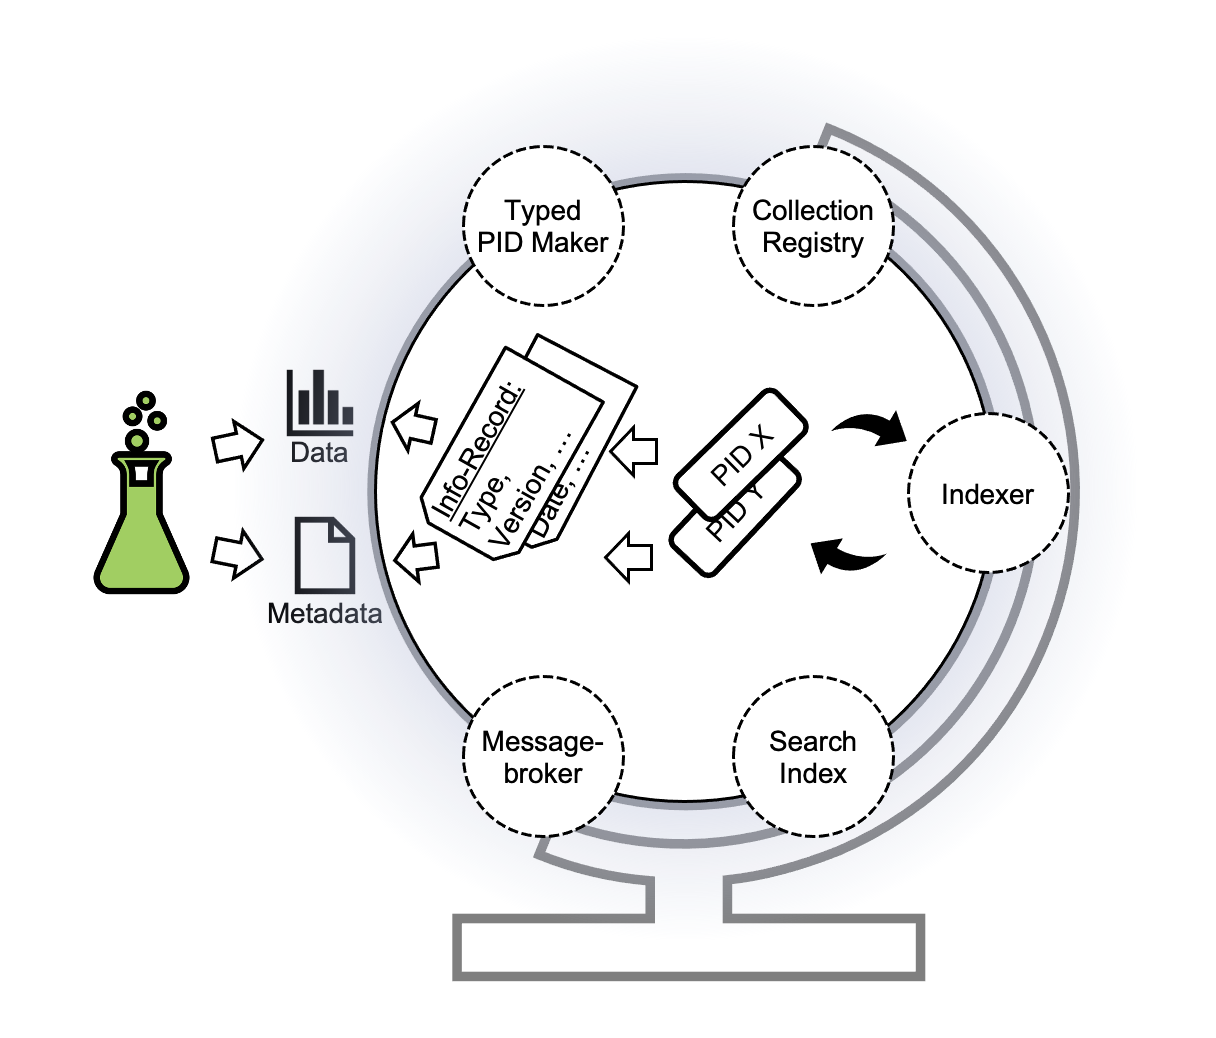 Typed
PID Maker
Collection
Registry
Data
Metadata
Info-Record:
Type,
Version, ...
Date, ...
PID X
PID Y
Indexer
Message-
broker
Search
Index